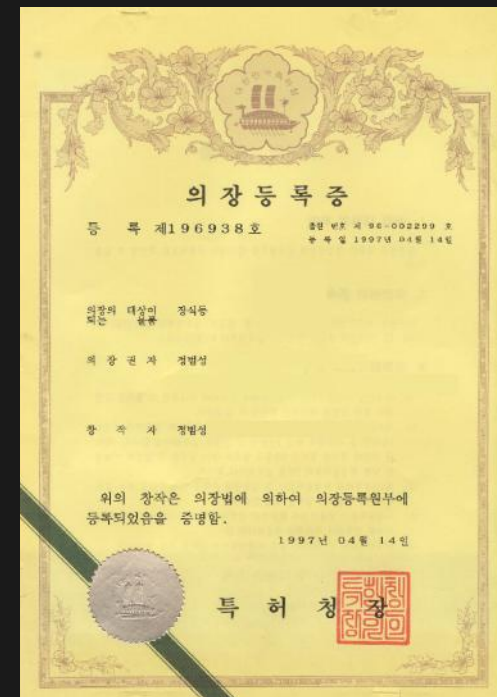 의장등록증
등 록 제196938호
출원 번호 제 96-002299 호
등 록 일 1997년 04월 14일
의장의 대상이 장식등
되는 물품
의 장 권 자 정범성
창 작 자 정범성
위의 창작은 의장법에 의하여 의장등록원부에
등록되었음을 증명함.
1997년 04월 14일
특 허 청 장